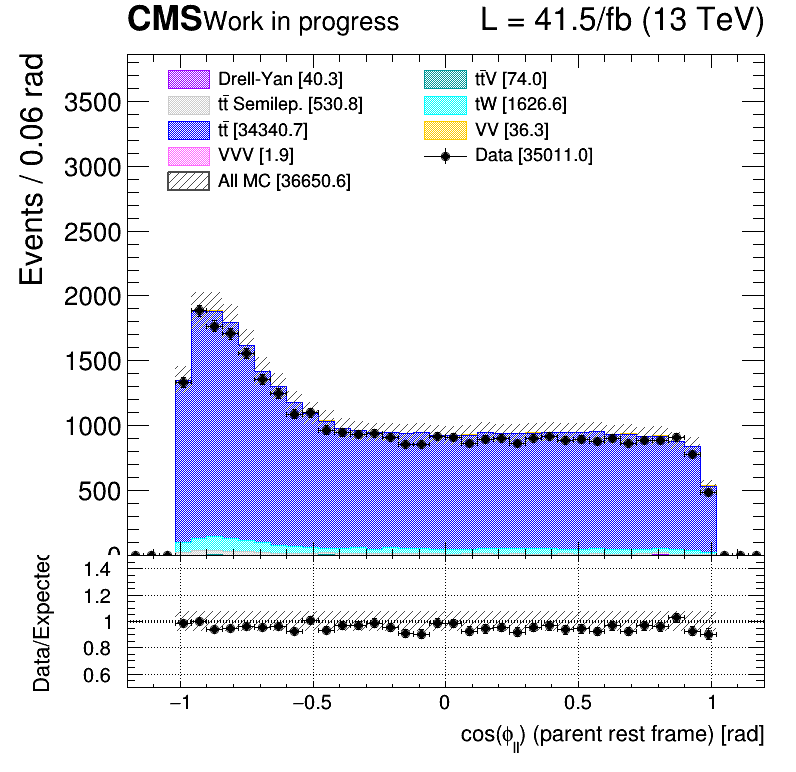 CMS Work in progress L = 41.5/fb (13 TeV)
Events / 0.06 rad
Drell-Yan [40.3]
tt̄V [74.0]
tt̄ Semilep. [530.8]
tW [1626.6]
tt̄ [34340.7]
VV [36.3]
VVV [1.9]
Data [35011.0]
All MC [36650.6]
3500
3000
2500
2000
1500
1000
500
0
Data/Expected
1.4
1.2
1
0.8
0.6
−1 −0.5 0 0.5 1
cos(ϕ_ll) (parent rest frame) [rad]